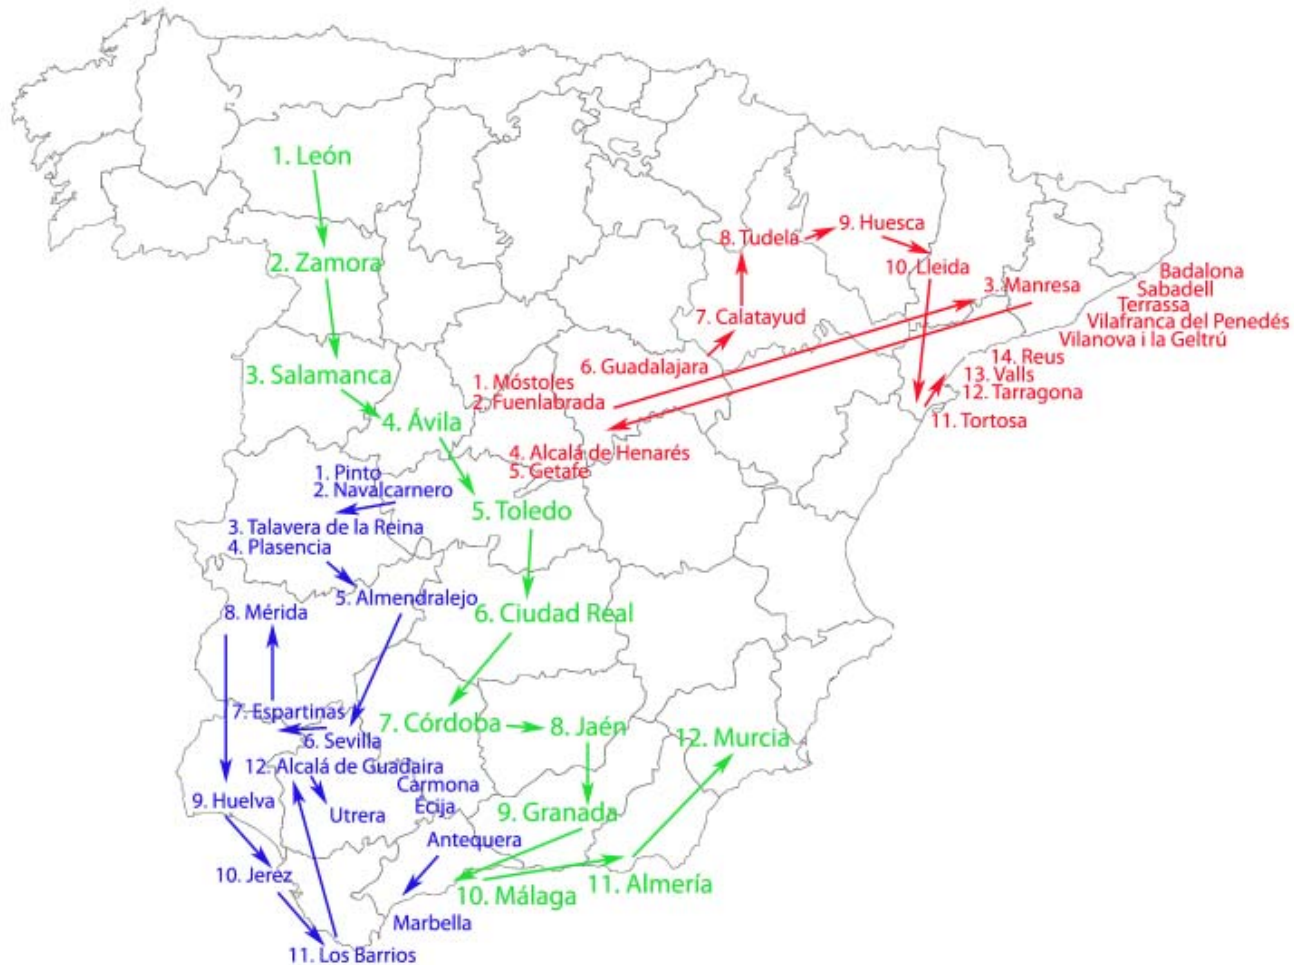 1. León
2. Zamora
3. Salamanca
4. Ávila
5. Toledo
6. Ciudad Real
7. Córdoba
8. Jaén
9. Granada
10. Málaga
11. Almería
12. Murcia
1. Móstoles
2. Fuenlabrada
3. Manresa
4. Alcalá de Henarés
5. Getafe
6. Guadalajara
7. Calatayud
8. Tudela
9. Huesca
10. Lleida
11. Tortosa
12. Tarragona
13. Valls
14. Reus
Badalona
Sabadell
Terrassa
Vilafranca del Penedés
Vilanova i la Geltrú
1. Pinto
2. Navalcarnero
3. Talavera de la Reina
4. Plasencia
5. Almendralejo
6. Sevilla
7. Espartinas
8. Mérida
9. Huelva
10. Jerez
11. Los Barrios
12. Alcalá de Guadaira
Carmona
Écija
Utrera
Antequera
Marbella